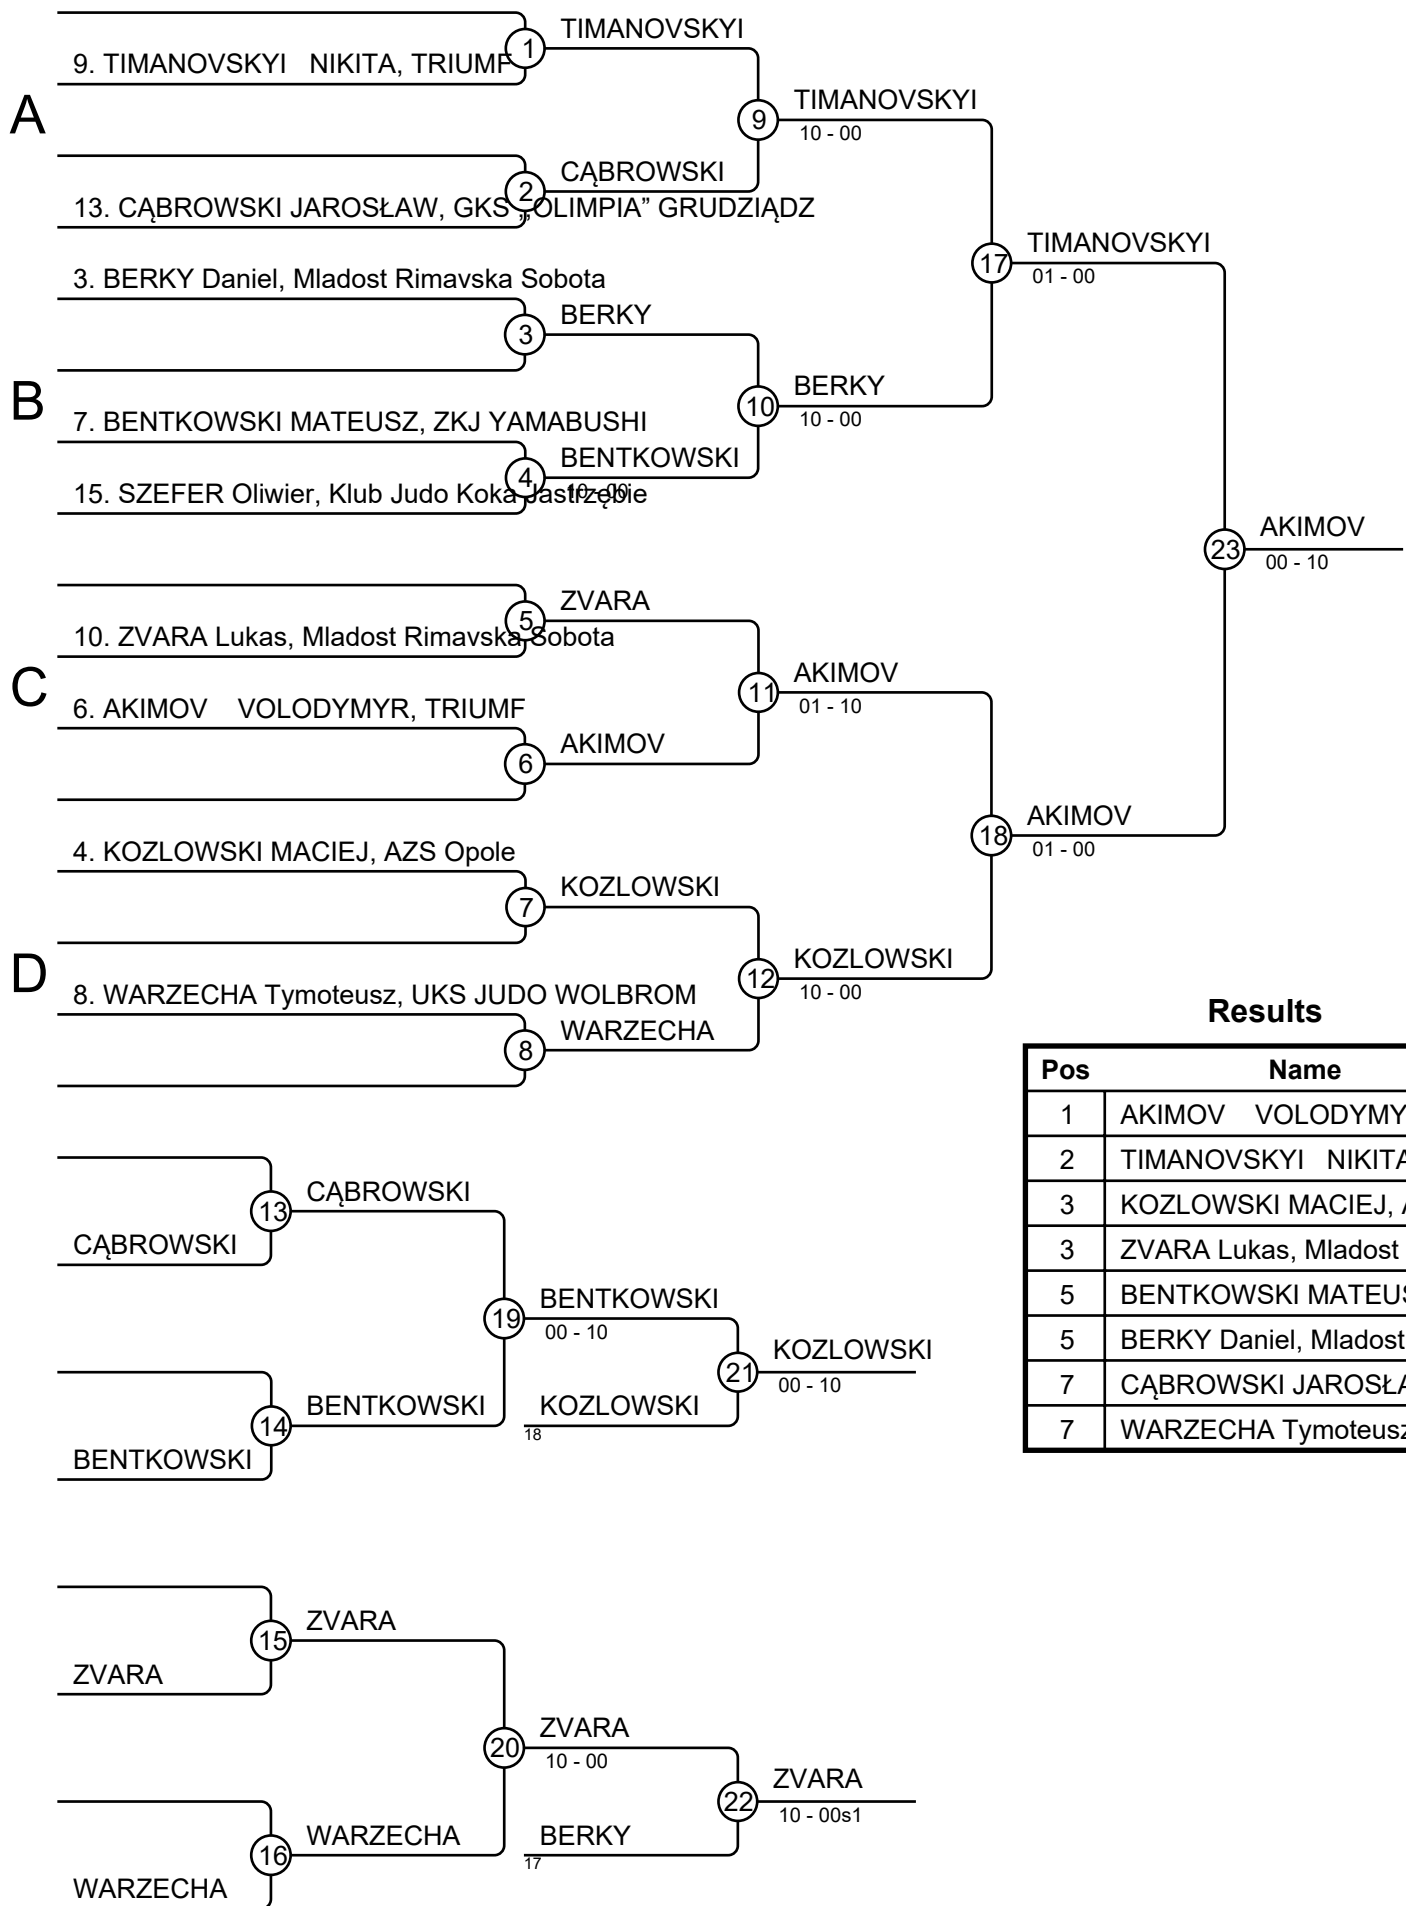 TIMANOVSKYI
1
9. TIMANOVSKYI NIKITA, TRIUMF
A
TIMANOVSKYI
9
10 - 00
CĄBROWSKI
2
13. CĄBROWSKI JAROSŁAW, GKS „OLIMPIA” GRUDZIĄDZ
TIMANOVSKYI
17
01 - 00
3. BERKY Daniel, Mladost Rimavska Sobota
BERKY
3
B
BERKY
10
10 - 00
7. BENTKOWSKI MATEUSZ, ZKJ YAMABUSHI
BENTKOWSKI
4
10 - 00
15. SZEFER Oliwier, Klub Judo Koka Jastrzębie
AKIMOV
23
00 - 10
ZVARA
5
10. ZVARA Lukas, Mladost Rimavska Sobota
C
AKIMOV
11
01 - 10
6. AKIMOV VOLODYMYR, TRIUMF
AKIMOV
6
AKIMOV
18
01 - 00
4. KOZLOWSKI MACIEJ, AZS Opole
KOZLOWSKI
7
D
KOZLOWSKI
12
10 - 00
8. WARZECHA Tymoteusz, UKS JUDO WOLBROM
WARZECHA
8
Results
Pos Name
1 AKIMOV VOLODYMY
2 TIMANOVSKYI NIKITA
3 KOZLOWSKI MACIEJ,
3 ZVARA Lukas, Mladost
5 BENTKOWSKI MATEUS
5 BERKY Daniel, Mladost
7 CĄBROWSKI JAROSŁA
7 WARZECHA Tymoteusz
CĄBROWSKI
13
CĄBROWSKI
BENTKOWSKI
19
00 - 10
KOZLOWSKI
21
00 - 10
BENTKOWSKI
14
KOZLOWSKI
18
BENTKOWSKI
ZVARA
15
ZVARA
ZVARA
20
10 - 00
ZVARA
22
10 - 00s1
WARZECHA
16
BERKY
17
WARZECHA